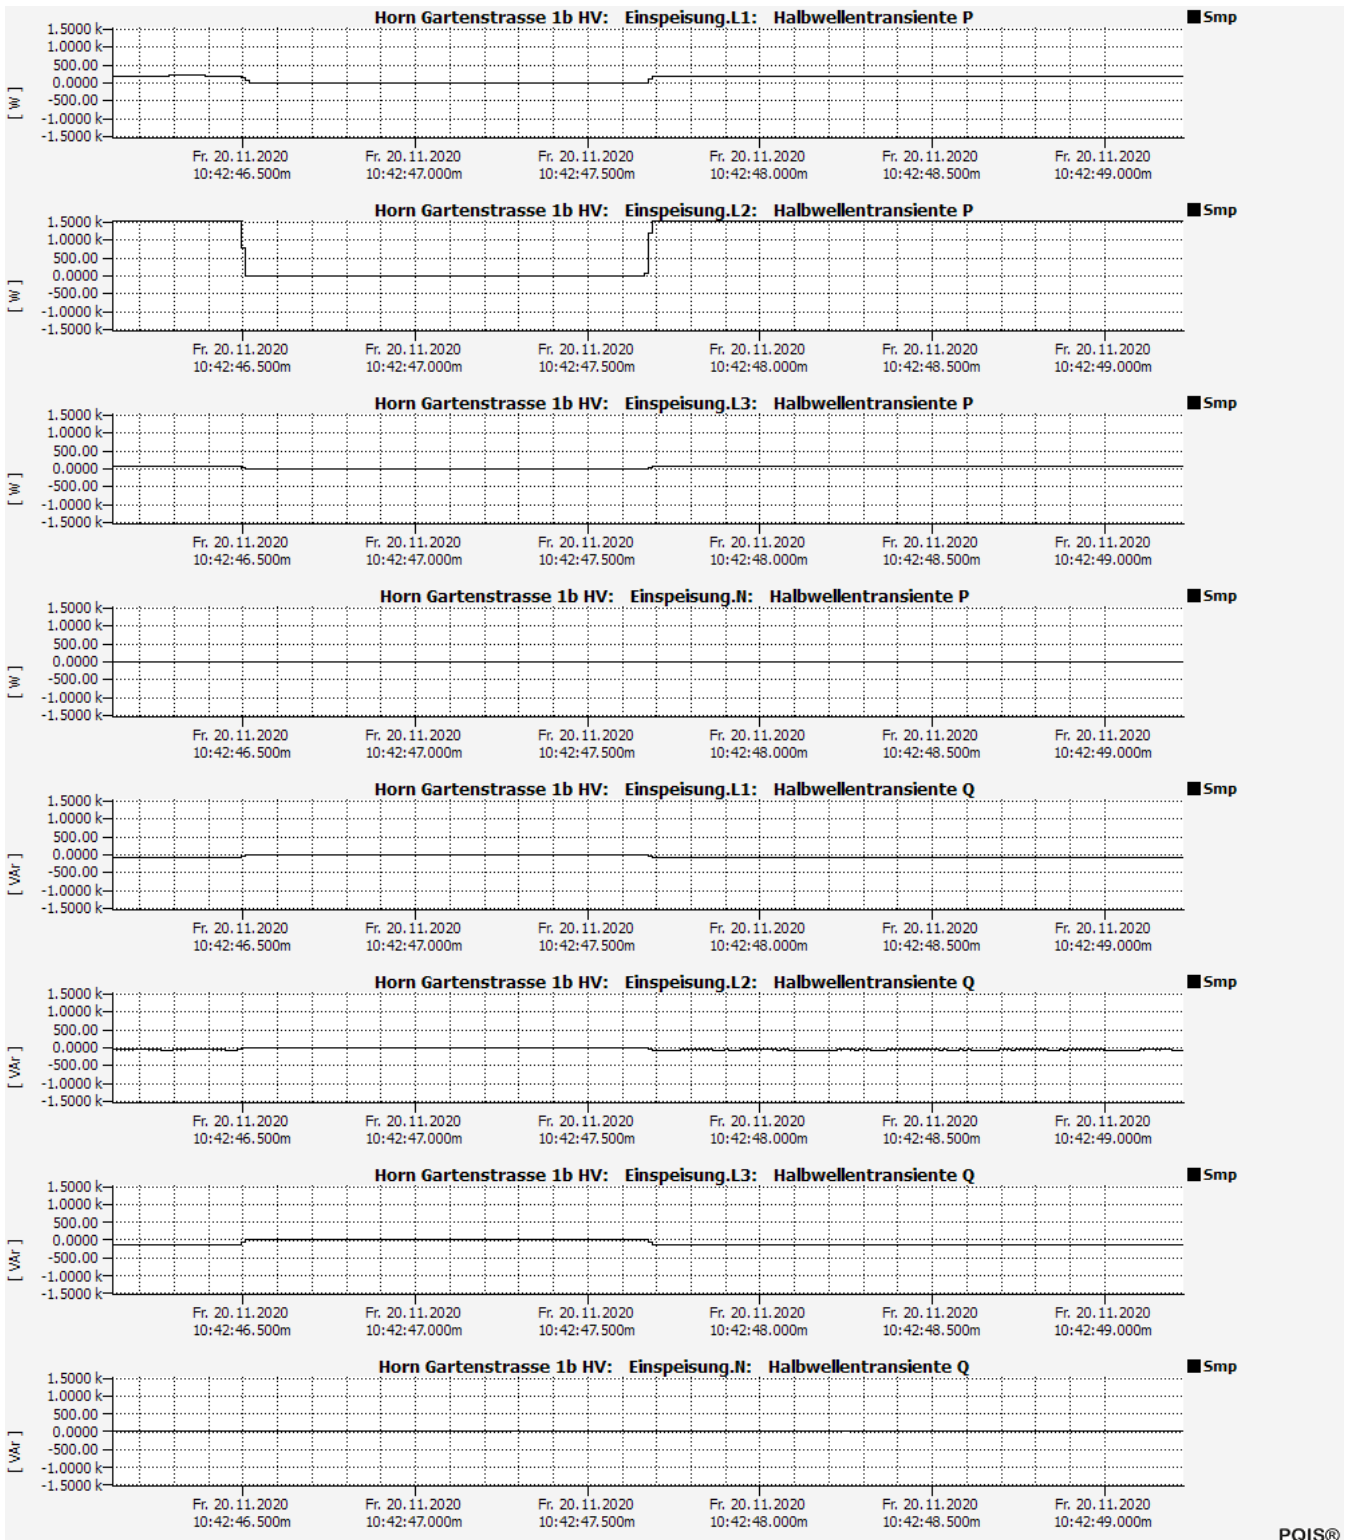 Horn Gartenstrasse 1b HV: Einspeisung.L1: Halbwellentransiente P
Smp
1.5000 k
1.0000 k
500.00
0.0000
-500.00
-1.0000 k
-1.5000 k
[ W ]
Fr. 20.11.2020 Fr. 20.11.2020 Fr. 20.11.2020 Fr. 20.11.2020 Fr. 20.11.2020 Fr. 20.11.2020
10:42:46.500m 10:42:47.000m 10:42:47.500m 10:42:48.000m 10:42:48.500m 10:42:49.000m
Horn Gartenstrasse 1b HV: Einspeisung.L2: Halbwellentransiente P
Smp
1.5000 k
1.0000 k
500.00
0.0000
-500.00
-1.0000 k
-1.5000 k
[ W ]
Fr. 20.11.2020 Fr. 20.11.2020 Fr. 20.11.2020 Fr. 20.11.2020 Fr. 20.11.2020 Fr. 20.11.2020
10:42:46.500m 10:42:47.000m 10:42:47.500m 10:42:48.000m 10:42:48.500m 10:42:49.000m
Horn Gartenstrasse 1b HV: Einspeisung.L3: Halbwellentransiente P
Smp
1.5000 k
1.0000 k
500.00
0.0000
-500.00
-1.0000 k
-1.5000 k
[ W ]
Fr. 20.11.2020 Fr. 20.11.2020 Fr. 20.11.2020 Fr. 20.11.2020 Fr. 20.11.2020 Fr. 20.11.2020
10:42:46.500m 10:42:47.000m 10:42:47.500m 10:42:48.000m 10:42:48.500m 10:42:49.000m
Horn Gartenstrasse 1b HV: Einspeisung.N: Halbwellentransiente P
Smp
1.5000 k
1.0000 k
500.00
0.0000
-500.00
-1.0000 k
-1.5000 k
[ W ]
Fr. 20.11.2020 Fr. 20.11.2020 Fr. 20.11.2020 Fr. 20.11.2020 Fr. 20.11.2020 Fr. 20.11.2020
10:42:46.500m 10:42:47.000m 10:42:47.500m 10:42:48.000m 10:42:48.500m 10:42:49.000m
Horn Gartenstrasse 1b HV: Einspeisung.L1: Halbwellentransiente Q
Smp
1.5000 k
1.0000 k
500.00
0.0000
-500.00
-1.0000 k
-1.5000 k
[ VAr ]
Fr. 20.11.2020 Fr. 20.11.2020 Fr. 20.11.2020 Fr. 20.11.2020 Fr. 20.11.2020 Fr. 20.11.2020
10:42:46.500m 10:42:47.000m 10:42:47.500m 10:42:48.000m 10:42:48.500m 10:42:49.000m
Horn Gartenstrasse 1b HV: Einspeisung.L2: Halbwellentransiente Q
Smp
1.5000 k
1.0000 k
500.00
0.0000
-500.00
-1.0000 k
-1.5000 k
[ VAr ]
Fr. 20.11.2020 Fr. 20.11.2020 Fr. 20.11.2020 Fr. 20.11.2020 Fr. 20.11.2020 Fr. 20.11.2020
10:42:46.500m 10:42:47.000m 10:42:47.500m 10:42:48.000m 10:42:48.500m 10:42:49.000m
Horn Gartenstrasse 1b HV: Einspeisung.L3: Halbwellentransiente Q
Smp
1.5000 k
1.0000 k
500.00
0.0000
-500.00
-1.0000 k
-1.5000 k
[ VAr ]
Fr. 20.11.2020 Fr. 20.11.2020 Fr. 20.11.2020 Fr. 20.11.2020 Fr. 20.11.2020 Fr. 20.11.2020
10:42:46.500m 10:42:47.000m 10:42:47.500m 10:42:48.000m 10:42:48.500m 10:42:49.000m
Horn Gartenstrasse 1b HV: Einspeisung.N: Halbwellentransiente Q
Smp
1.5000 k
1.0000 k
500.00
0.0000
-500.00
-1.0000 k
-1.5000 k
[ VAr ]
Fr. 20.11.2020 Fr. 20.11.2020 Fr. 20.11.2020 Fr. 20.11.2020 Fr. 20.11.2020 Fr. 20.11.2020
10:42:46.500m 10:42:47.000m 10:42:47.500m 10:42:48.000m 10:42:48.500m 10:42:49.000m
PQIS®